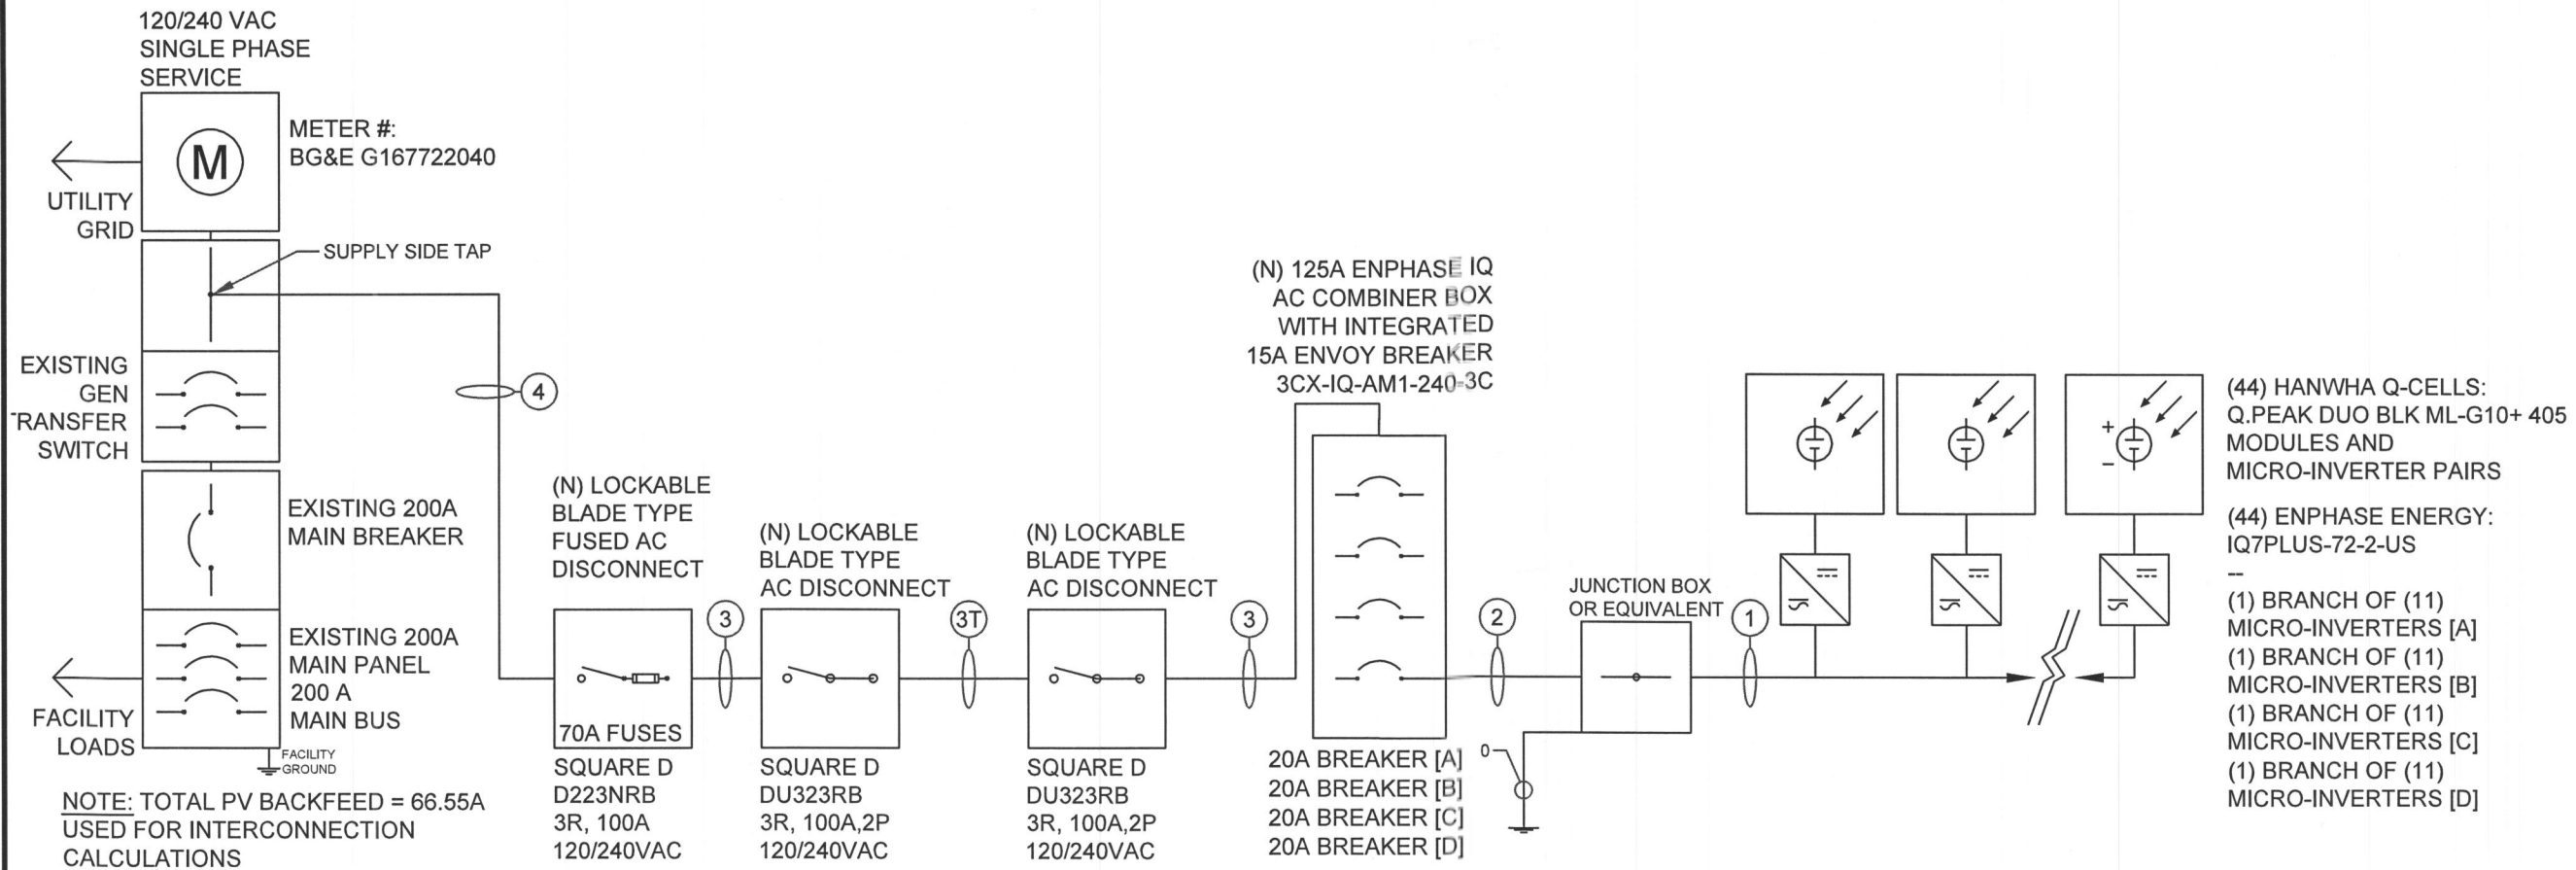 120/240 VAC
SINGLE PHASE
SERVICE
M
METER #:
BG&E G167722040
UTILITY
GRID
SUPPLY SIDE TAP
EXISTING
GEN
TRANSFER
SWITCH
EXISTING 200A
MAIN BREAKER
EXISTING 200A
MAIN PANEL
200 A
MAIN BUS
FACILITY
LOADS
FACILITY
GROUND
NOTE: TOTAL PV BACKFEED = 66.55A
USED FOR INTERCONNECTION
CALCULATIONS
4
(N) LOCKABLE
BLADE TYPE
FUSED AC
DISCONNECT
70A FUSES
SQUARE D
D223NRB
3R, 100A
120/240VAC
3
(N) LOCKABLE
BLADE TYPE
AC DISCONNECT
SQUARE D
DU323RB
3R, 100A,2P
120/240VAC
3T
(N) LOCKABLE
BLADE TYPE
AC DISCONNECT
SQUARE D
DU323RB
3R, 100A,2P
120/240VAC
3
(N) 125A ENPHASE IQ
AC COMBINER BOX
WITH INTEGRATED
15A ENVOY BREAKER
3CX-IQ-AM1-240-3C
20A BREAKER [A]
20A BREAKER [B]
20A BREAKER [C]
20A BREAKER [D]
2
0
JUNCTION BOX
OR EQUIVALENT
1
+
−
(44) HANWHA Q-CELLS:
Q.PEAK DUO BLK ML-G10+ 405
MODULES AND
MICRO-INVERTER PAIRS
(44) ENPHASE ENERGY:
IQ7PLUS-72-2-US
--
(1) BRANCH OF (11)
MICRO-INVERTERS [A]
(1) BRANCH OF (11)
MICRO-INVERTERS [B]
(1) BRANCH OF (11)
MICRO-INVERTERS [C]
(1) BRANCH OF (11)
MICRO-INVERTERS [D]